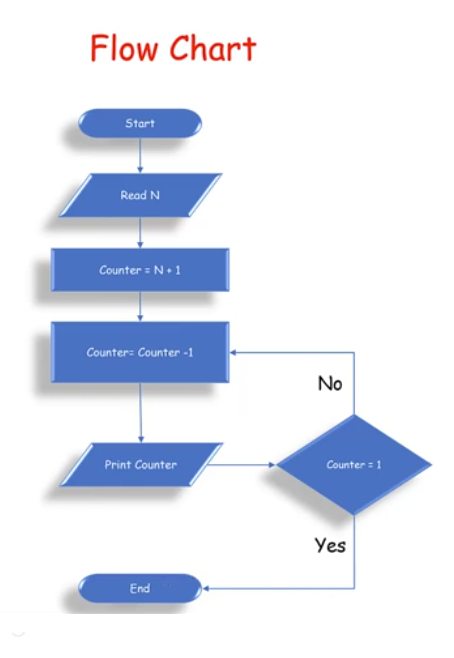 Flow Chart
Start
Read N
Counter = N + 1
Counter= Counter -1
No
Print Counter
Counter = 1
Yes
End